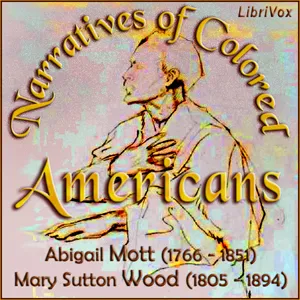 LibriVox
Narratives of Colored
Americans
Abigail Mott (1766 - 1851)
Mary Sutton Wood (1805 - 1894)